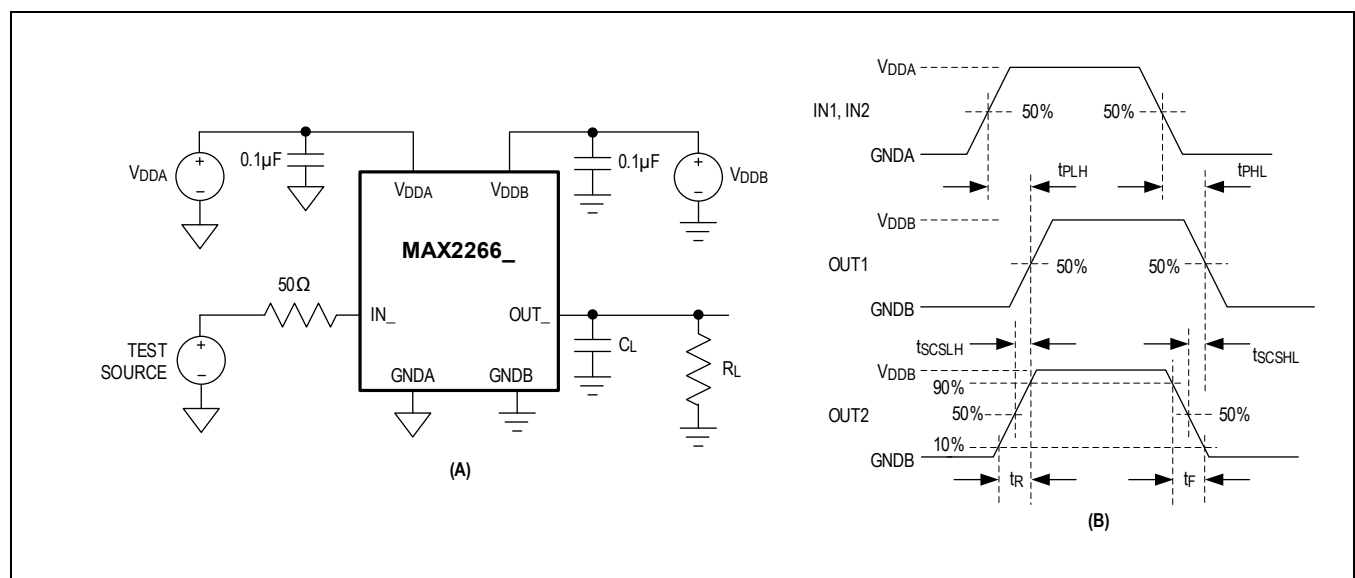 VDDA
0.1µF
0.1µF
VDDB
VDDA
VDDB
MAX2266_
50Ω
IN_
OUT_
TEST
SOURCE
CL
RL
GNDA
GNDB
(A)
VDDA
IN1, IN2
50%
50%
GNDA
tPLH
tPHL
VDDB
OUT1
50%
50%
GNDB
tSCSLH
tSCSHL
VDDB
90%
OUT2
50%
50%
10%
GNDB
tR
tF
(B)